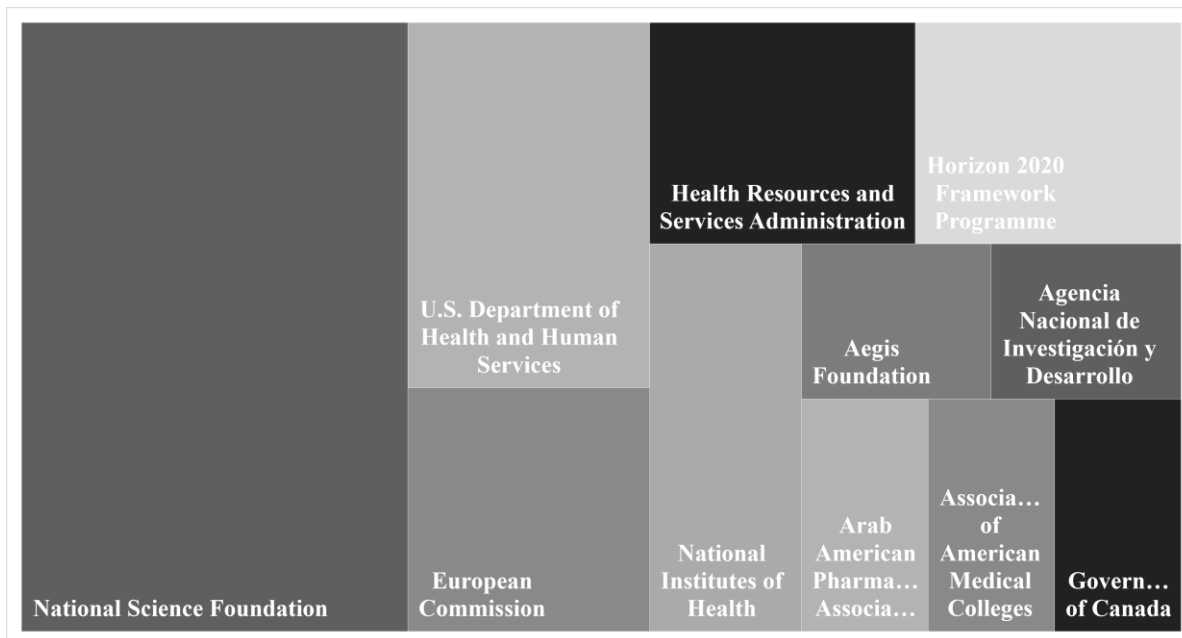 National Science Foundation
U.S. Department of
Health and Human
Services
European
Commission
Health Resources and
Services Administration
Horizon 2020
Framework
Programme
National
Institutes of
Health
Aegis
Foundation
Agencia
Nacional de
Investigación y
Desarrollo
Arab
American
Pharma…
Associa…
Associa…
of
American
Medical
Colleges
Govern…
of Canada